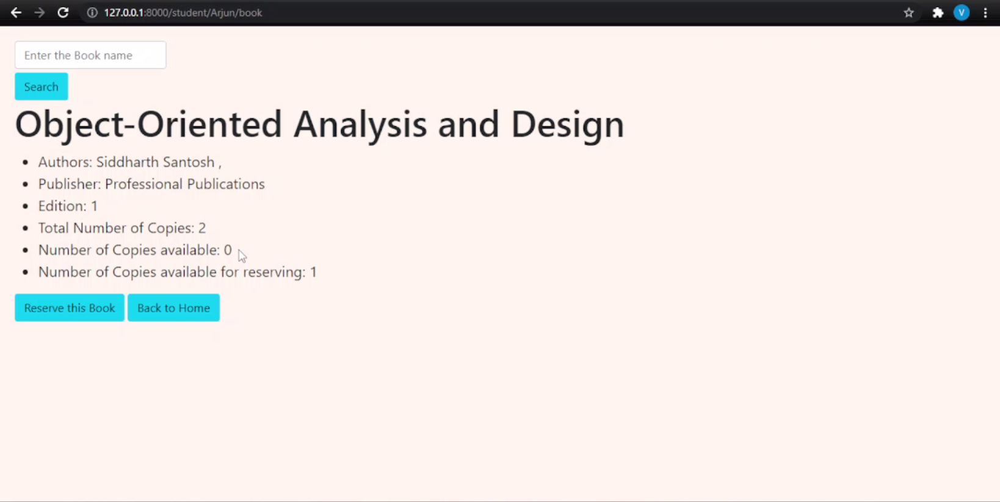 127.0.0.1:8000/student/Arjun/book
V
Enter the Book name
Search
Object-Oriented Analysis and Design
Authors: Siddharth Santosh ,
Publisher: Professional Publications
Edition: 1
Total Number of Copies: 2
Number of Copies available: 0
Number of Copies available for reserving: 1
Reserve this Book Back to Home